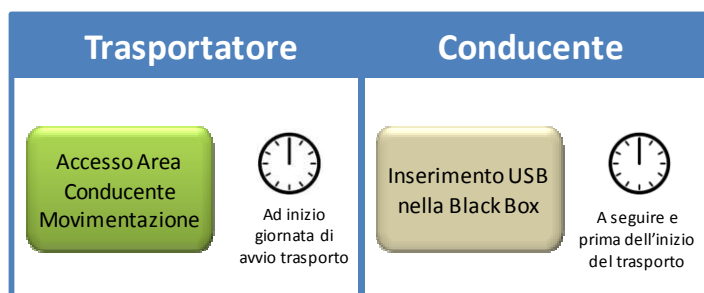 Trasportatore
Conducente
Accesso Area
Conducente
Movimentazione
Ad inizio
giornata di
avvio trasporto
Inserimento USB
nella Black Box
A seguire e
prima dell'inizio
del trasporto